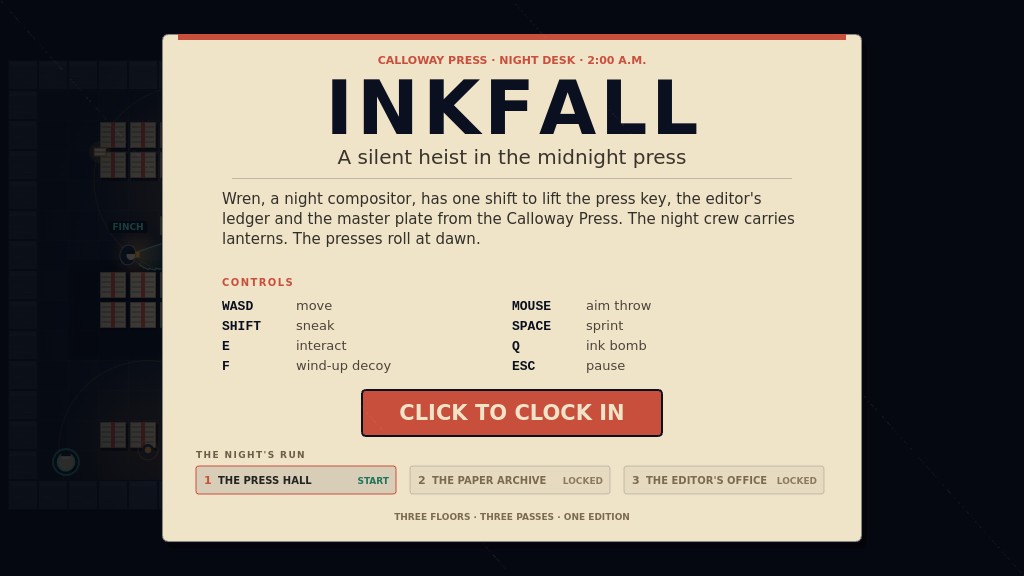 CALLOWAY PRESS · NIGHT DESK · 2:00 A.M.
INKFALL
A silent heist in the midnight press
Wren, a night compositor, has one shift to lift the press key, the editor's
ledger and the master plate from the Calloway Press. The night crew carries
lanterns. The presses roll at dawn.
FINCH
CONTROLS
WASD move MOUSE aim throw
SHIFT sneak SPACE sprint
E interact Q ink bomb
F wind-up decoy ESC pause
CLICK TO CLOCK IN
THE NIGHT'S RUN
1 THE PRESS HALL START 2 THE PAPER ARCHIVE LOCKED 3 THE EDITOR'S OFFICE LOCKED
THREE FLOORS · THREE PASSES · ONE EDITION